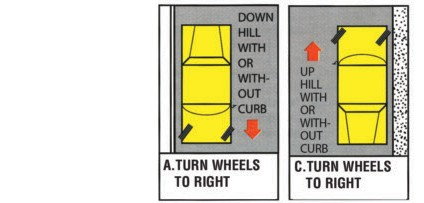 DOWN
HILL
WITH
OR
WITH-
OUT
CURB
A.TURN WHEELS
TO RIGHT
UP
HILL
WITH
OR
WITH-
OUT
CURB
C.TURN WHEELS
TO RIGHT